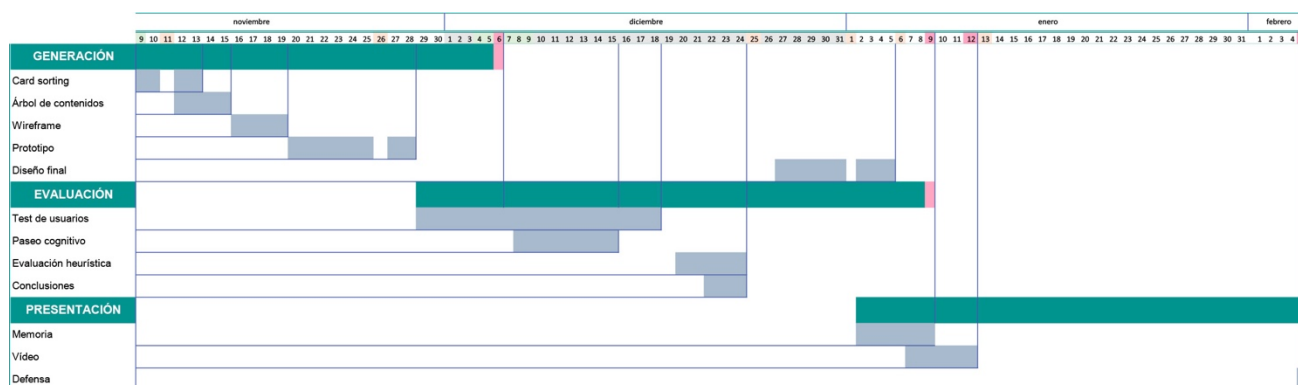 noviembre diciembre enero febrero
9 10 11 12 13 14 15 16 17 18 19 20 21 22 23 24 25 26 27 28 29 30 1 2 3 4 5 6 7 8 9 10 11 12 13 14 15 16 17 18 19 20 21 22 23 24 25 26 27 28 29 30 31 1 2 3 4 5 6 7 8 9 10 11 12 13 14 15 16 17 18 19 20 21 22 23 24 25 26 27 28 29 30 31 1 2 3 4
GENERACIÓN
Card sorting
Árbol de contenidos
Wireframe
Prototipo
Diseño final
EVALUACIÓN
Test de usuarios
Paseo cognitivo
Evaluación heurística
Conclusiones
PRESENTACIÓN
Memoria
Vídeo
Defensa